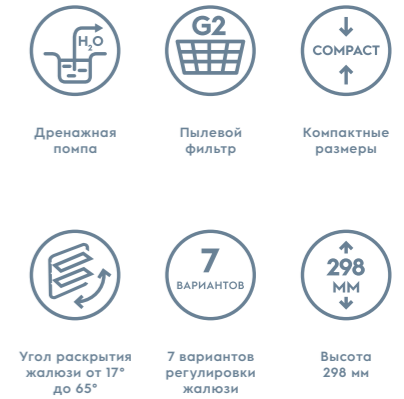 H₂O
G2
COMPACT
Дренажная
помпа
Пылевой
фильтр
Компактные
размеры
7
ВАРИАНТОВ
298
ММ
Угол раскрытия
жалюзи от 17°
до 65°
7 вариантов
регулировки
жалюзи
Высота
298 мм